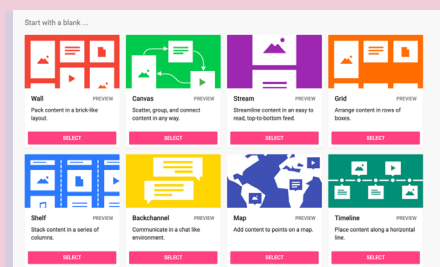 Start with a blank ...
Wall PREVIEW
Pack content in a brick-like
layout.
SELECT
Canvas PREVIEW
Scatter, group, and connect
content in any way.
SELECT
Stream PREVIEW
Streamline content in an easy to
read, top-to-bottom feed.
SELECT
Grid PREVIEW
Arrange content in rows of
boxes.
SELECT
Shelf PREVIEW
Stack content in a series of
columns.
SELECT
Backchannel PREVIEW
Communicate in a chat like
environment.
SELECT
Map PREVIEW
Add content to points on a map.
SELECT
Timeline PREVIEW
Place content along a horizontal
line.
SELECT